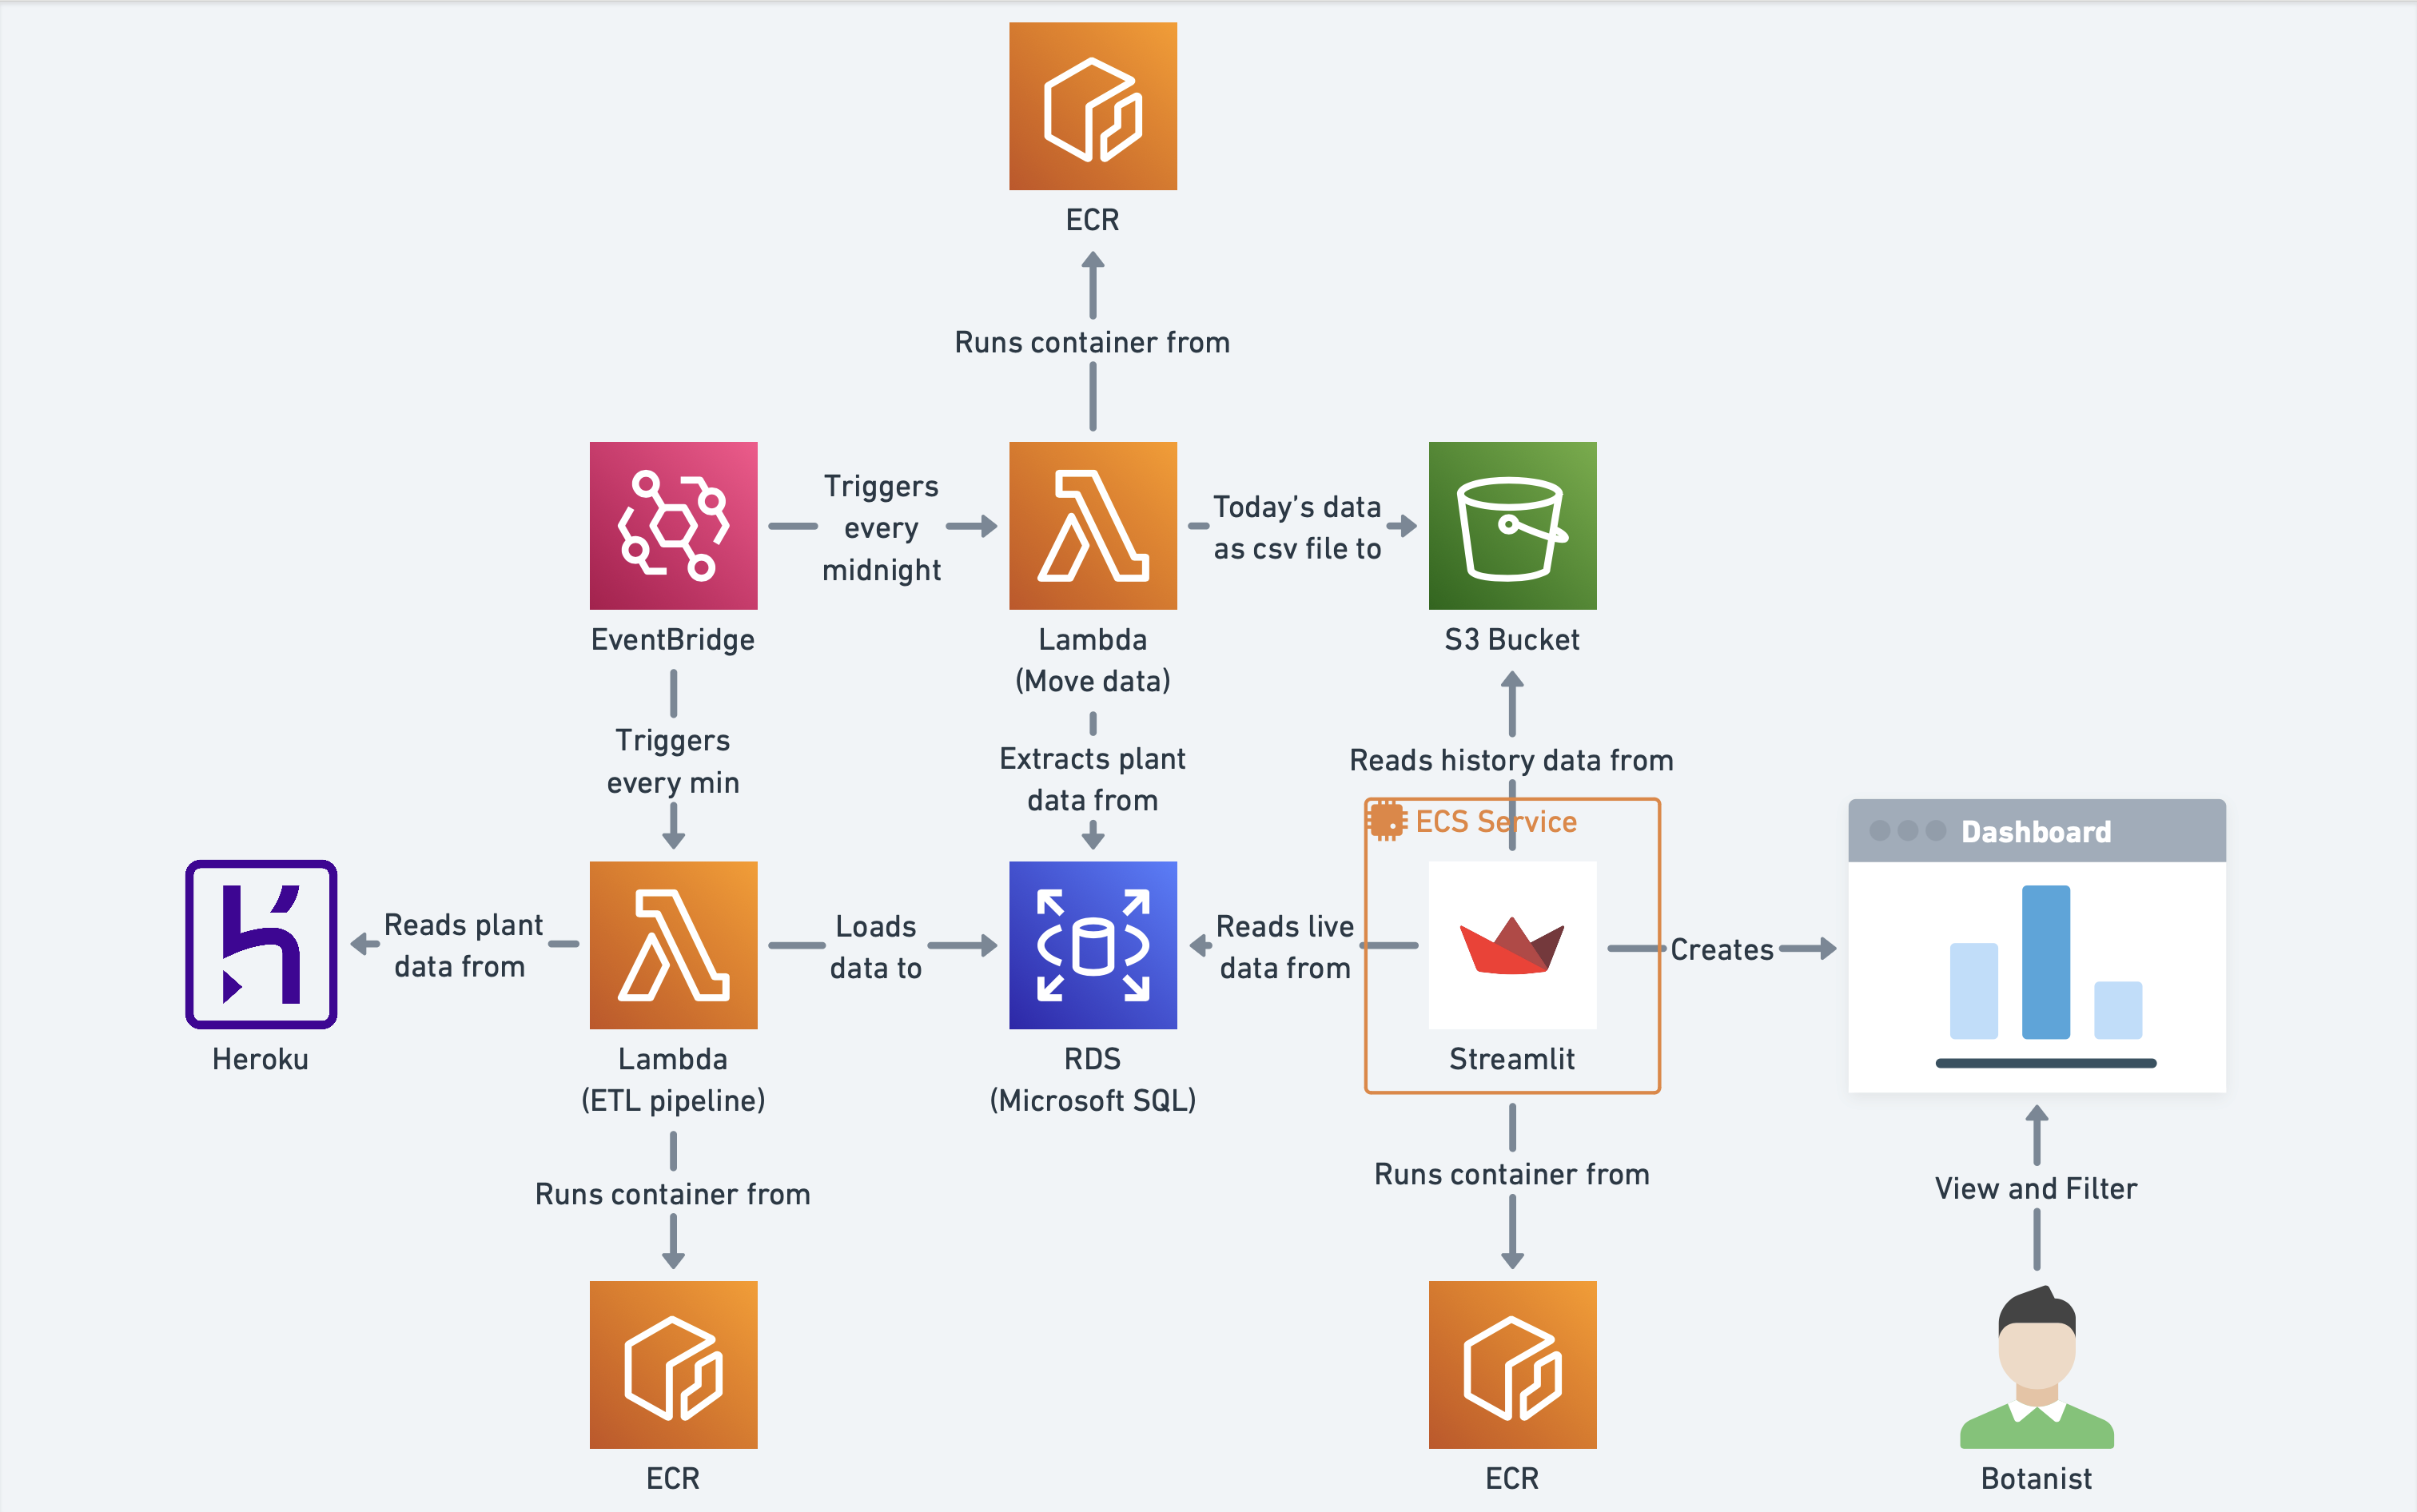 ECR
Runs container from
Triggers
every
midnight
Today's data
as csv file to
EventBridge
Lambda
(Move data)
S3 Bucket
Triggers
every min
Extracts plant
data from
Reads history data from
ECS Service
Dashboard
Reads plant
data from
Loads
data to
Reads live
data from
Creates
Heroku
Lambda
(ETL pipeline)
RDS
(Microsoft SQL)
Streamlit
Runs container from
Runs container from
View and Filter
ECR
ECR
Botanist